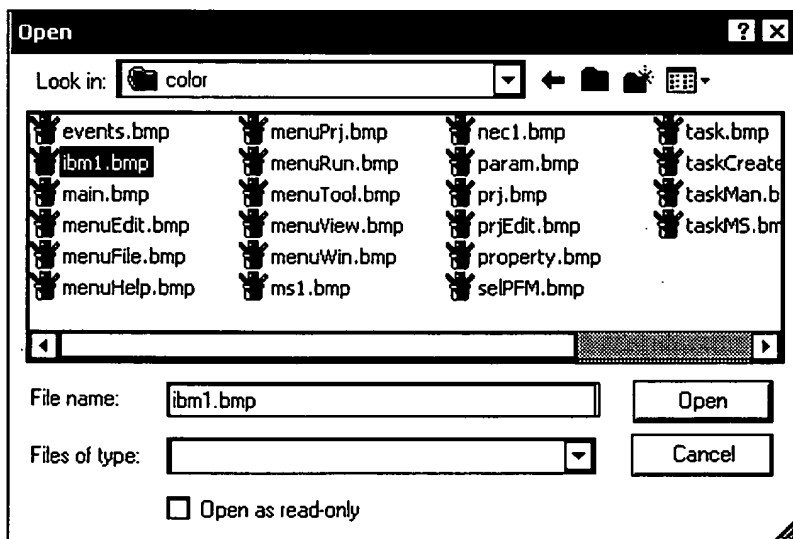 Open
Look in: color
events.bmp menuPrj.bmp nec1.bmp task.bmp
ibm1.bmp menuRun.bmp param.bmp taskCreate
main.bmp menuTool.bmp prj.bmp taskMan.b
menuEdit.bmp menuView.bmp prjEdit.bmp taskMS.bm
menuFile.bmp menuWin.bmp property.bmp
menuHelp.bmp ms1.bmp selPFM.bmp
File name: ibm1.bmp Open
Files of type: Cancel
Open as read-only